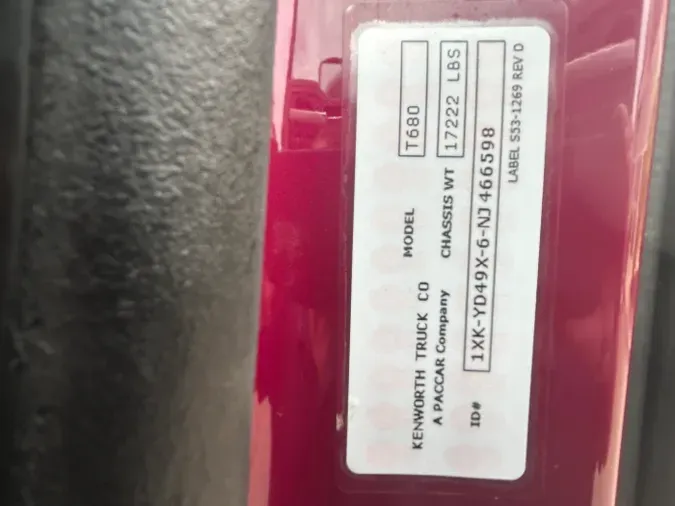 KENWORTH TRUCK CO MODEL T680
A PACCAR Company CHASSIS WT 17222 LBS
ID# 1XK-YD49X-6-NJ466598
LABEL S53-1269 REV D